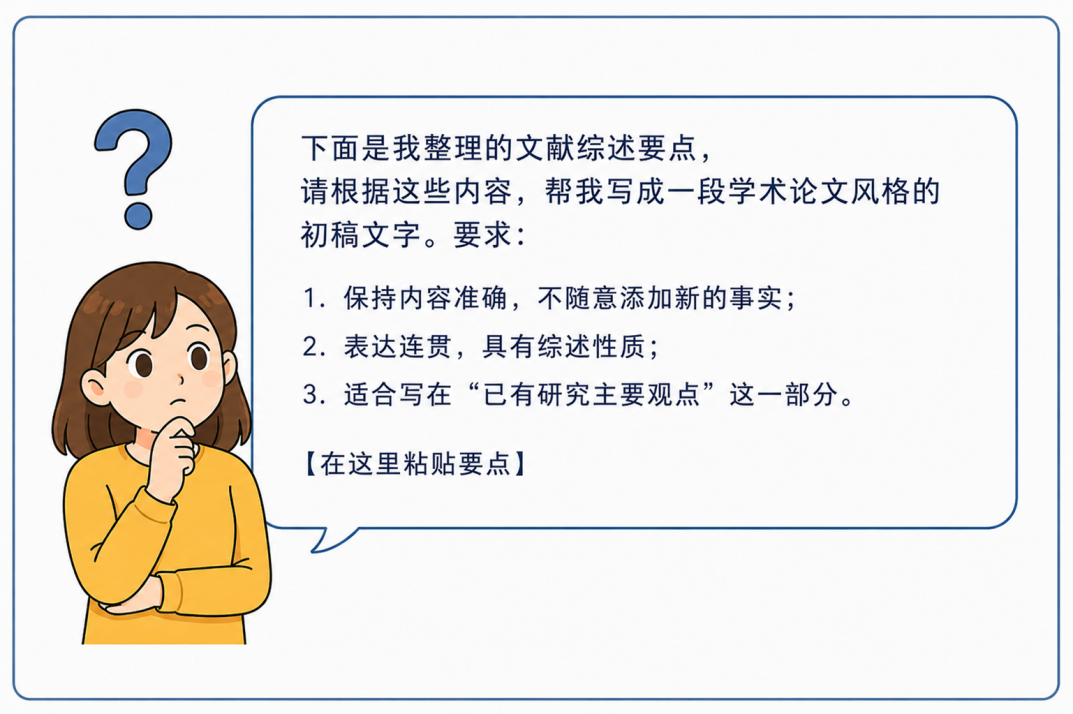 ?
下面是我整理的文献综述要点，
请根据这些内容，帮我写成一段学术论文风格的
初稿文字。要求：
1. 保持内容准确，不随意添加新的事实；
2. 表达连贯，具有综述性质；
3. 适合写在“已有研究主要观点”这一部分。
【在这里粘贴要点】